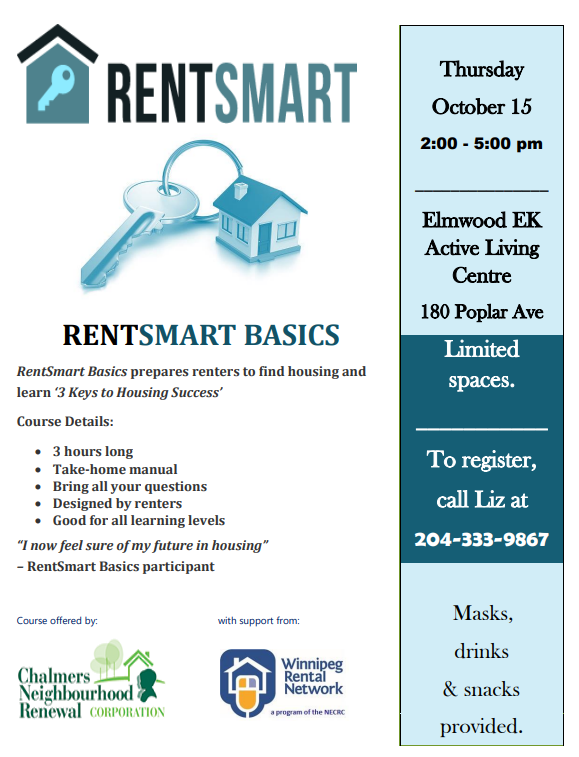 RENTSMART
RENTSMART BASICS
RentSmart Basics prepares renters to find housing and
learn ‘3 Keys to Housing Success’
Course Details:
• 3 hours long
• Take-home manual
• Bring all your questions
• Designed by renters
• Good for all learning levels
“I now feel sure of my future in housing”
– RentSmart Basics participant
Course offered by:
Chalmers
Neighbourhood
Renewal CORPORATION
with support from:
Winnipeg
Rental
Network
a program of the NECRC
Thursday
October 15
2:00 - 5:00 pm
Elmwood EK
Active Living
Centre
180 Poplar Ave
Limited
spaces.
To register,
call Liz at
204-333-9867
Masks,
drinks
& snacks
provided.